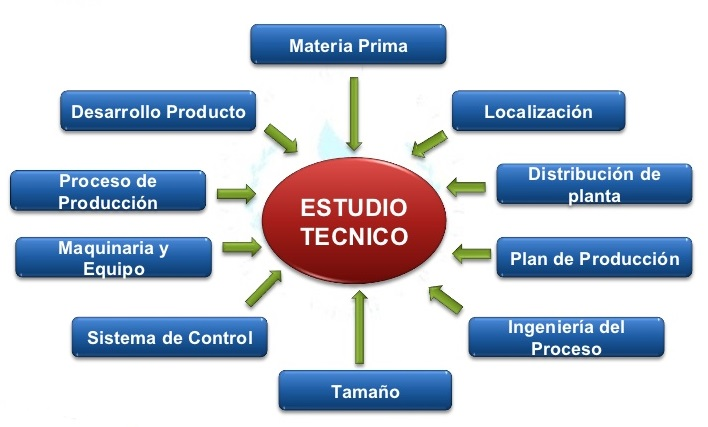 Materia Prima
Desarrollo Producto
Localización
Proceso de
Producción
Distribución de
planta
ESTUDIO
TECNICO
Maquinaria y
Equipo
Plan de Producción
Sistema de Control
Ingeniería del
Proceso
Tamaño